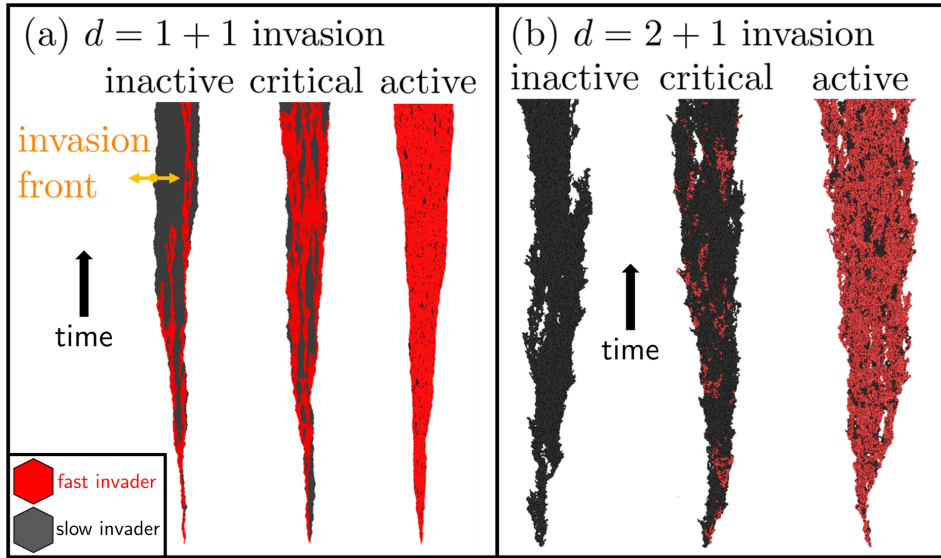 (a) d = 1 + 1 invasion
inactive critical active
invasion
front
time
fast invader
slow invader
(b) d = 2 + 1 invasion
inactive critical active
time